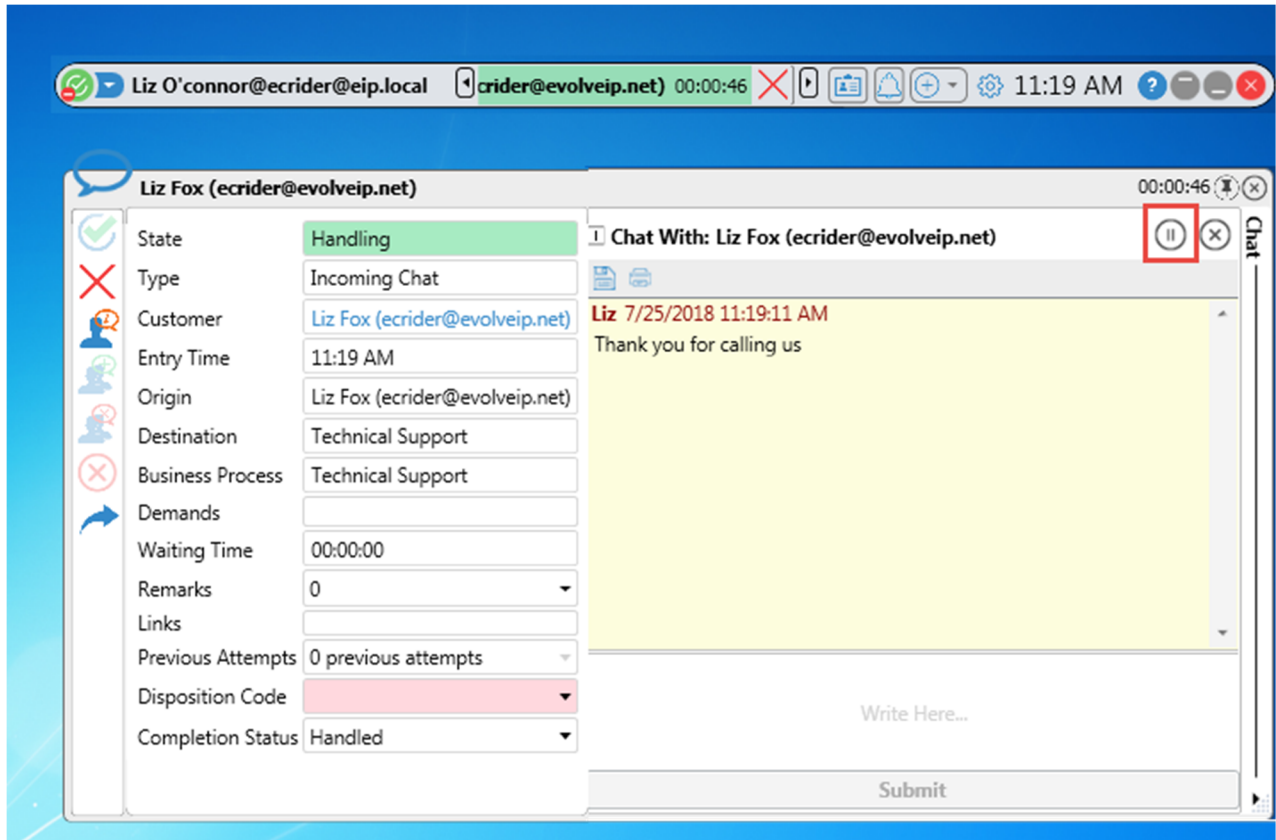 Liz O'connor@ecrider@eip.local crider@evolveip.net) 00:00:46 11:19 AM ?
Liz Fox (ecrider@evolveip.net) 00:00:46
State Handling
Type Incoming Chat
Customer Liz Fox (ecrider@evolveip.net)
Entry Time 11:19 AM
Origin Liz Fox (ecrider@evolveip.net)
Destination Technical Support
Business Process Technical Support
Demands
Waiting Time 00:00:00
Remarks 0
Links
Previous Attempts 0 previous attempts
Disposition Code
Completion Status Handled
Chat With: Liz Fox (ecrider@evolveip.net)
Liz 7/25/2018 11:19:11 AM
Thank you for calling us
Write Here...
Submit
Chat